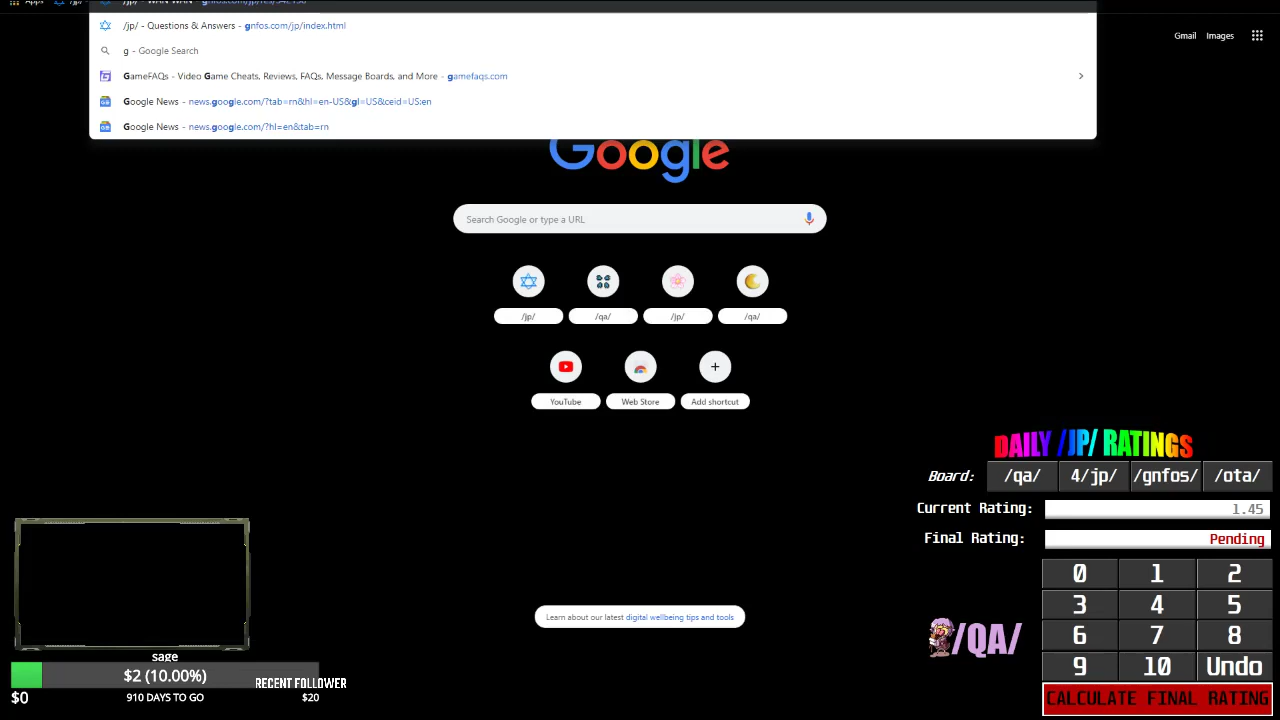 Apps
/jp/ - Questions & Answers - gnfos.com/jp/index.html
g - Google Search
GameFAQs - Video Game Cheats, Reviews, FAQs, Message Boards, and More - gamefaqs.com
Google News - news.google.com/?tab=rn&hl=en-US&gl=US&ceid=US:en
Google News - news.google.com/?hl=en&tab=rn
Gmail Images
Google
Search Google or type a URL
/jp/ /qa/ /jp/ /qa/
YouTube Web Store Add shortcut
DAILY /JP/ RATINGS
Board: /qa/ 4/jp/ /gnfos/ /ota/
Current Rating: 1.45
Final Rating: Pending
0 1 2
3 4 5
6 7 8
9 10 Undo
CALCULATE FINAL RATING
/QA/
Learn about our latest digital wellbeing tips and tools
sage
$2 (10.00%)
RECENT FOLLOWER
$0 910 DAYS TO GO $20